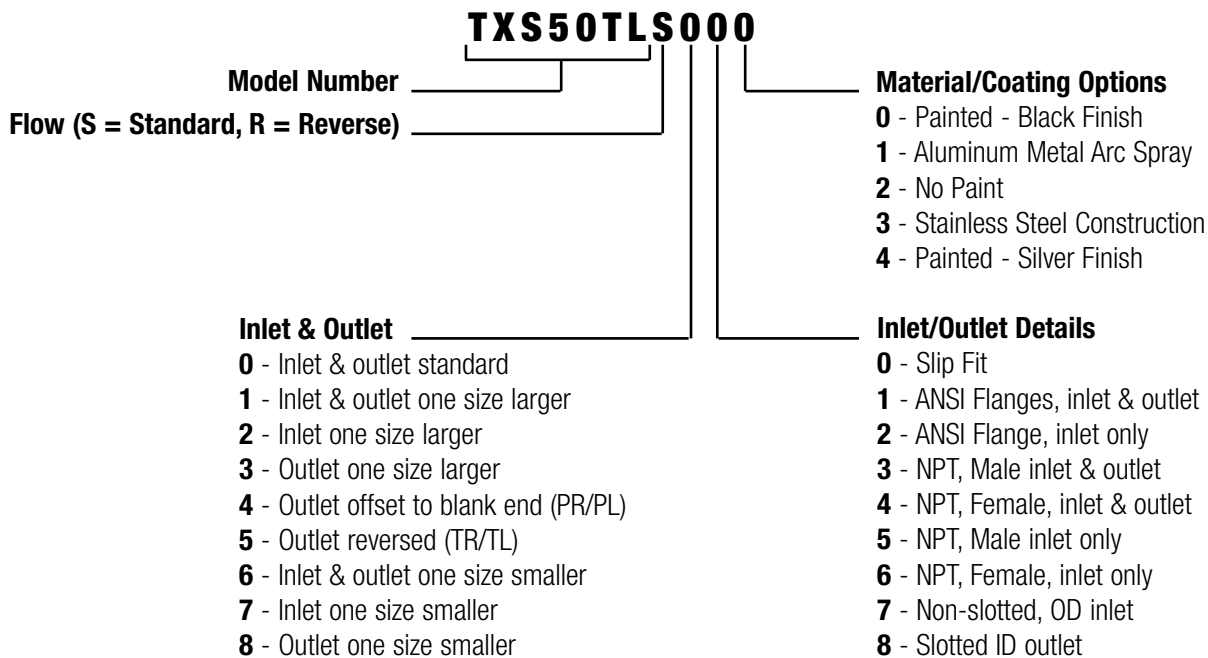 TXS50TLS000
Model Number
Flow (S = Standard, R = Reverse)
Material/Coating Options
0 - Painted - Black Finish
1 - Aluminum Metal Arc Spray
2 - No Paint
3 - Stainless Steel Construction
4 - Painted - Silver Finish
Inlet & Outlet
0 - Inlet & outlet standard
1 - Inlet & outlet one size larger
2 - Inlet one size larger
3 - Outlet one size larger
4 - Outlet offset to blank end (PR/PL)
5 - Outlet reversed (TR/TL)
6 - Inlet & outlet one size smaller
7 - Inlet one size smaller
8 - Outlet one size smaller
Inlet/Outlet Details
0 - Slip Fit
1 - ANSI Flanges, inlet & outlet
2 - ANSI Flange, inlet only
3 - NPT, Male inlet & outlet
4 - NPT, Female, inlet & outlet
5 - NPT, Male inlet only
6 - NPT, Female, inlet only
7 - Non-slotted, OD inlet
8 - Slotted ID outlet